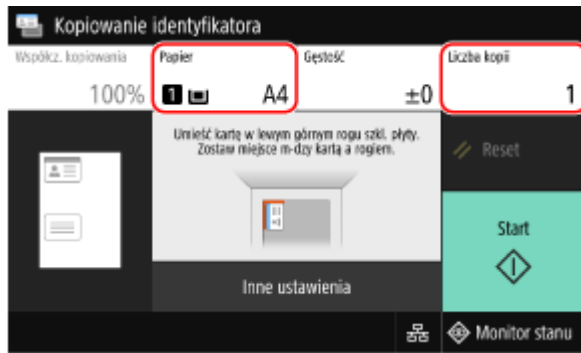 Kopiowanie identyfikatora
Współcz. kopiowania
100%
Papier
1
A4
Gęstość
±0
Liczba kopii
1
Umieść kartę w lewym górnym rogu szkl. płyty.
Zostaw miejsce m-dzy kartą a rogiem.
Reset
Start
Inne ustawienia
Monitor stanu